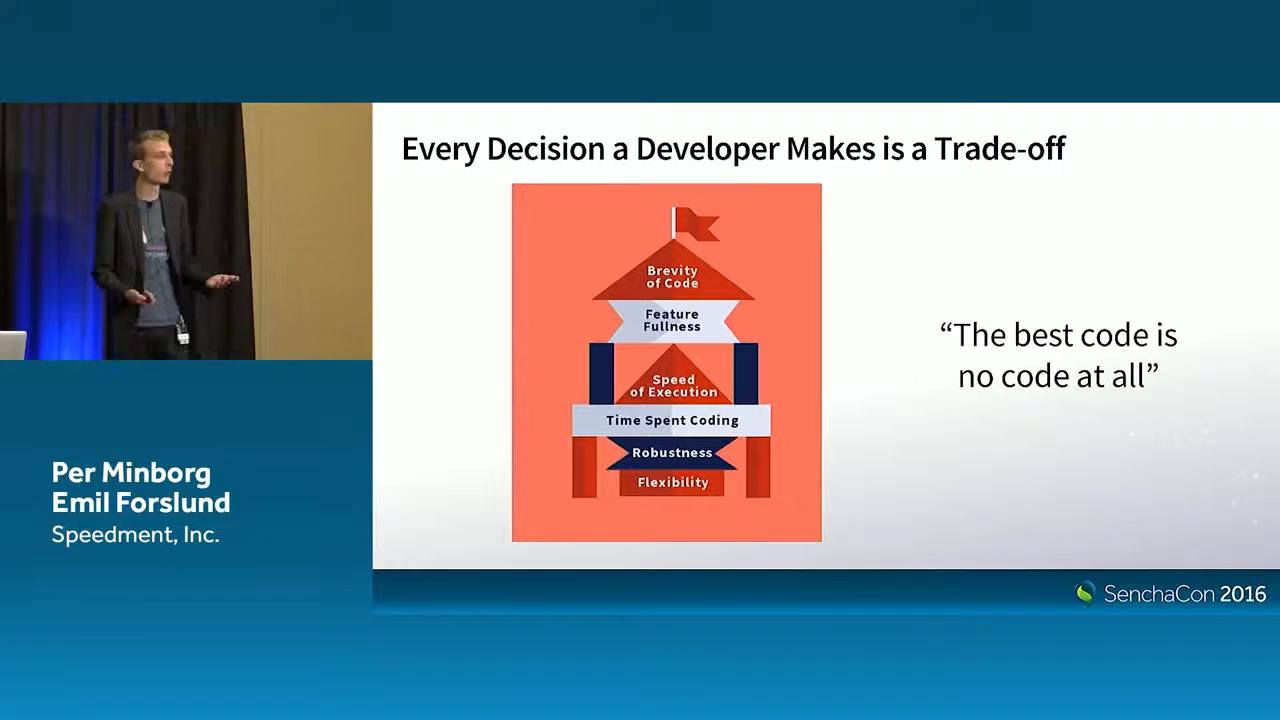 Every Decision a Developer Makes is a Trade-off
Brevity
of Code
Feature
Fullness
Speed
of Execution
Time Spent Coding
Robustness
Flexibility
“The best code is
no code at all”
Per Minborg
Emil Forslund
Speedment, Inc.
SenchaCon 2016